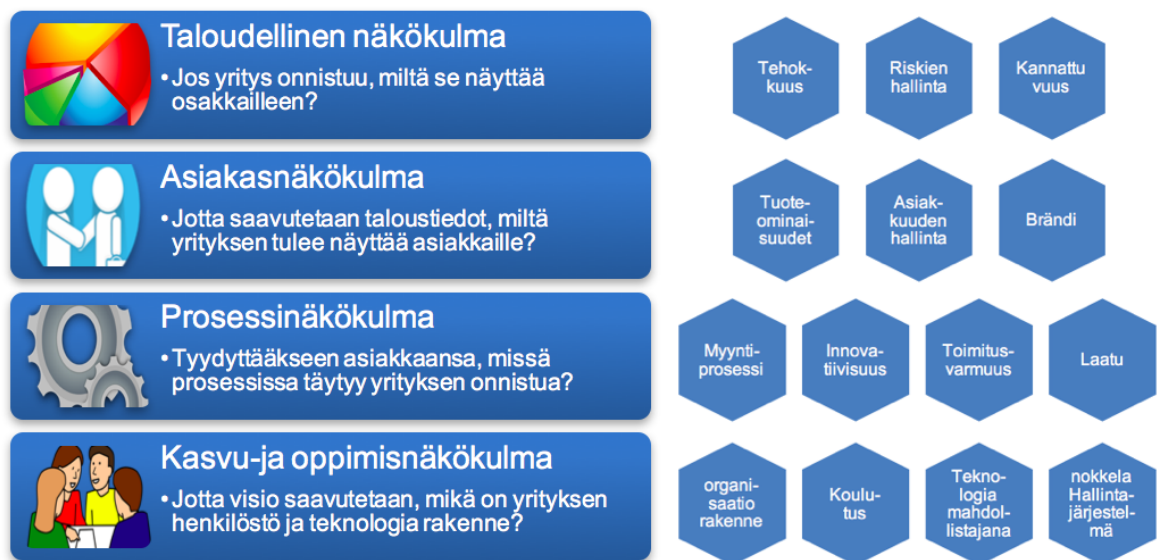 Taloudellinen näkökulma
• Jos yritys onnistuu, miltä se näyttää
osakkailleen?
Tehok-
kuus
Riskien
hallinta
Kannattu
vuus
Asiakasnäkökulma
• Jotta saavutetaan taloustiedot, miltä
yrityksen tulee näyttää asiakkaille?
Tuote-
ominai-
suudet
Asiak-
kuuden
hallinta
Brändi
Prosessinäkökulma
• Tyydyttääkseen asiakkaansa, missä
prosessissa täytyy yrityksen onnistua?
Myynti-
prosessi
Innova-
tiivisuus
Toimitus-
varmuus
Laatu
Kasvu-ja oppimisnäkökulma
• Jotta visio saavutetaan, mikä on yrityksen
henkilöstö ja teknologia rakenne?
organi-
saatio
rakenne
Koulu-
tus
Tekno-
logia
mahdol-
listajana
nokkela
Hallinta-
järjestel-
mä